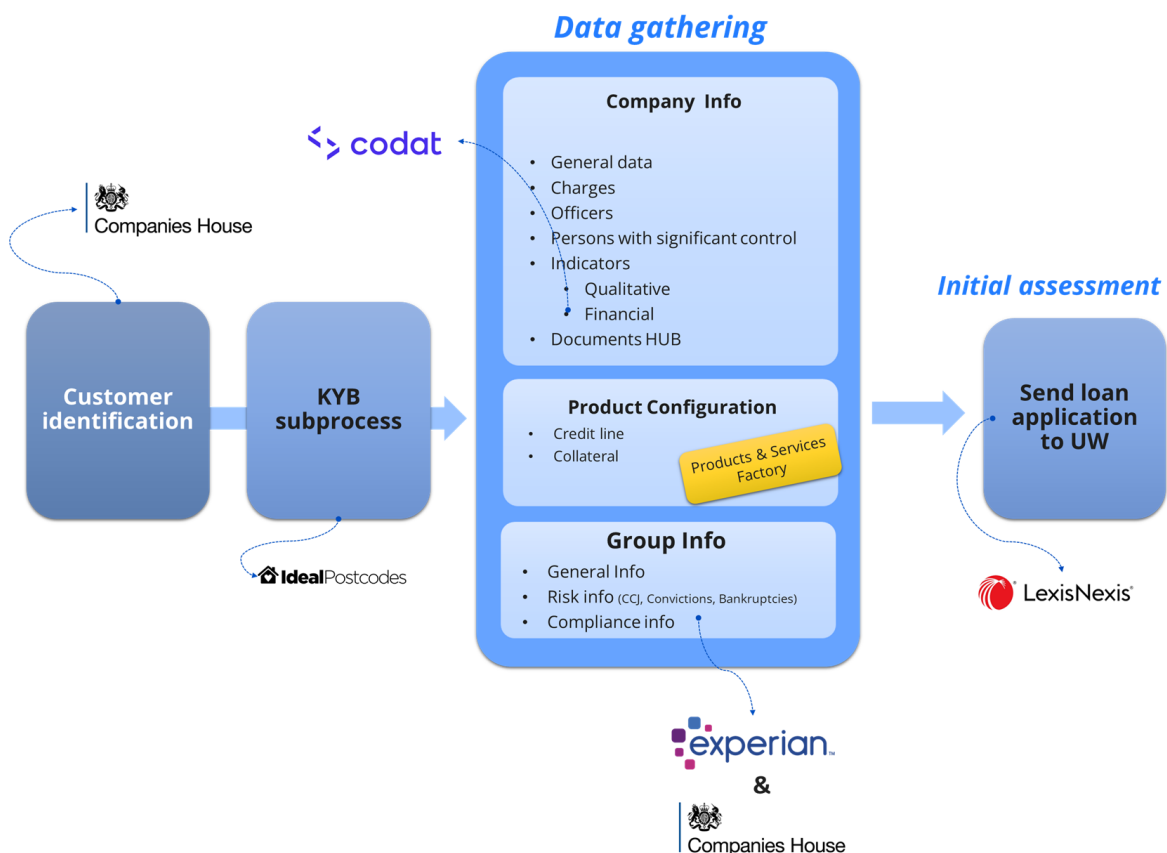 Data gathering
Company Info
codat
• General data
• Charges
• Officers
• Persons with significant control
• Indicators
• Qualitative
• Financial
• Documents HUB
Companies House
Initial assessment
Customer
identification
KYB
subprocess
Product Configuration
• Credit line
• Collateral
Products & Services
Factory
Send loan
application
to UW
Group Info
• General Info
• Risk info (CCJ, Convictions, Bankruptcies)
• Compliance info
IdealPostcodes
LexisNexis®
experian™
&
Companies House